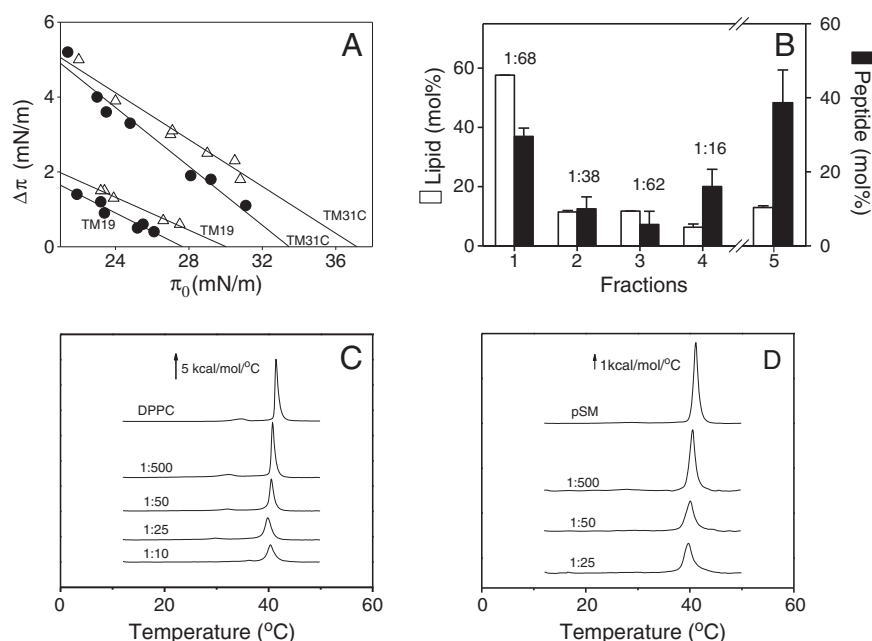 A
Δπ (mN/m)
6
4
2
0
TM19
TM19
TM31C
TM31C
24
28
32
36
π0 (mN/m)
B
Lipid (mol%)
60
40
20
0
1:68
1:38
1:62
1:16
1
2
3
4
5
Fractions
60
40
20
0
Peptide (mol%)
C
5 kcal/mol/°C
DPPC
1:500
1:50
1:25
1:10
0
20
40
60
Temperature (°C)
D
1kcal/mol/°C
pSM
1:500
1:50
1:25
0
20
40
60
Temperature (°C)